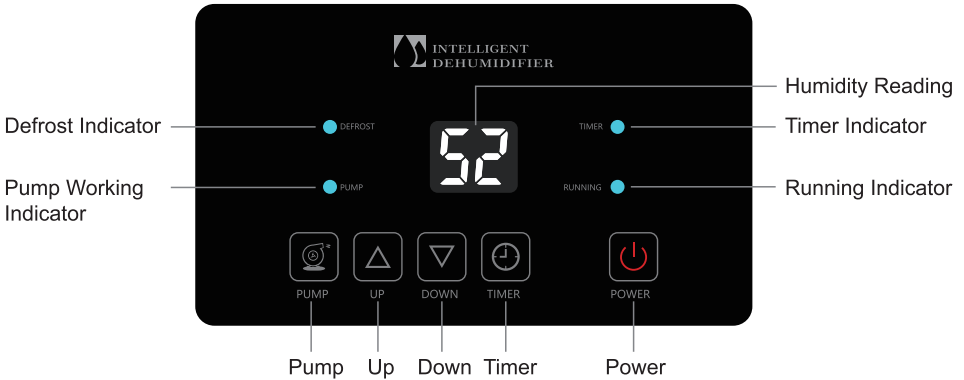 INTELLIGENT
DEHUMIDIFIER
Humidity Reading
Defrost Indicator
DEFROST
52
TIMER
Timer Indicator
Pump Working
Indicator
PUMP
RUNNING
Running Indicator
PUMP
UP
DOWN
TIMER
POWER
Pump
Up
Down
Timer
Power